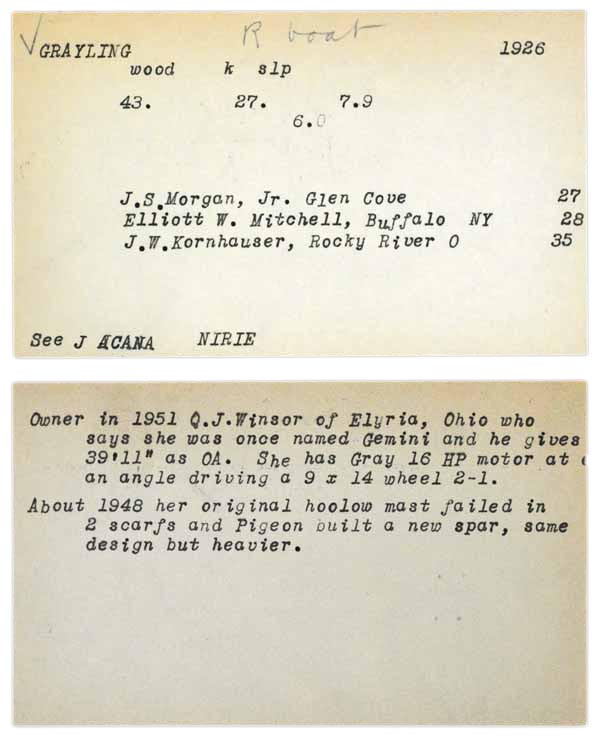 R boat
GRAYLING 1926
wood k slp
43. 27. 7.9
6.0
J.S.Morgan, Jr. Glen Cove 27
Elliott W. Mitchell, Buffalo NY 28
J.W.Kornhauser, Rocky River O 35
See J NIRIE
Owner in 1951 Q.J.Winsor of Elyria, Ohio who
says she was once named Gemini and he gives
39'11" as OA. She has Gray 16 HP motor at
an angle driving a 9 x 14 wheel 2-1.
About 1948 her original hoolow mast failed in
2 scarfs and Pigeon built a new spar, same
design but heavier.